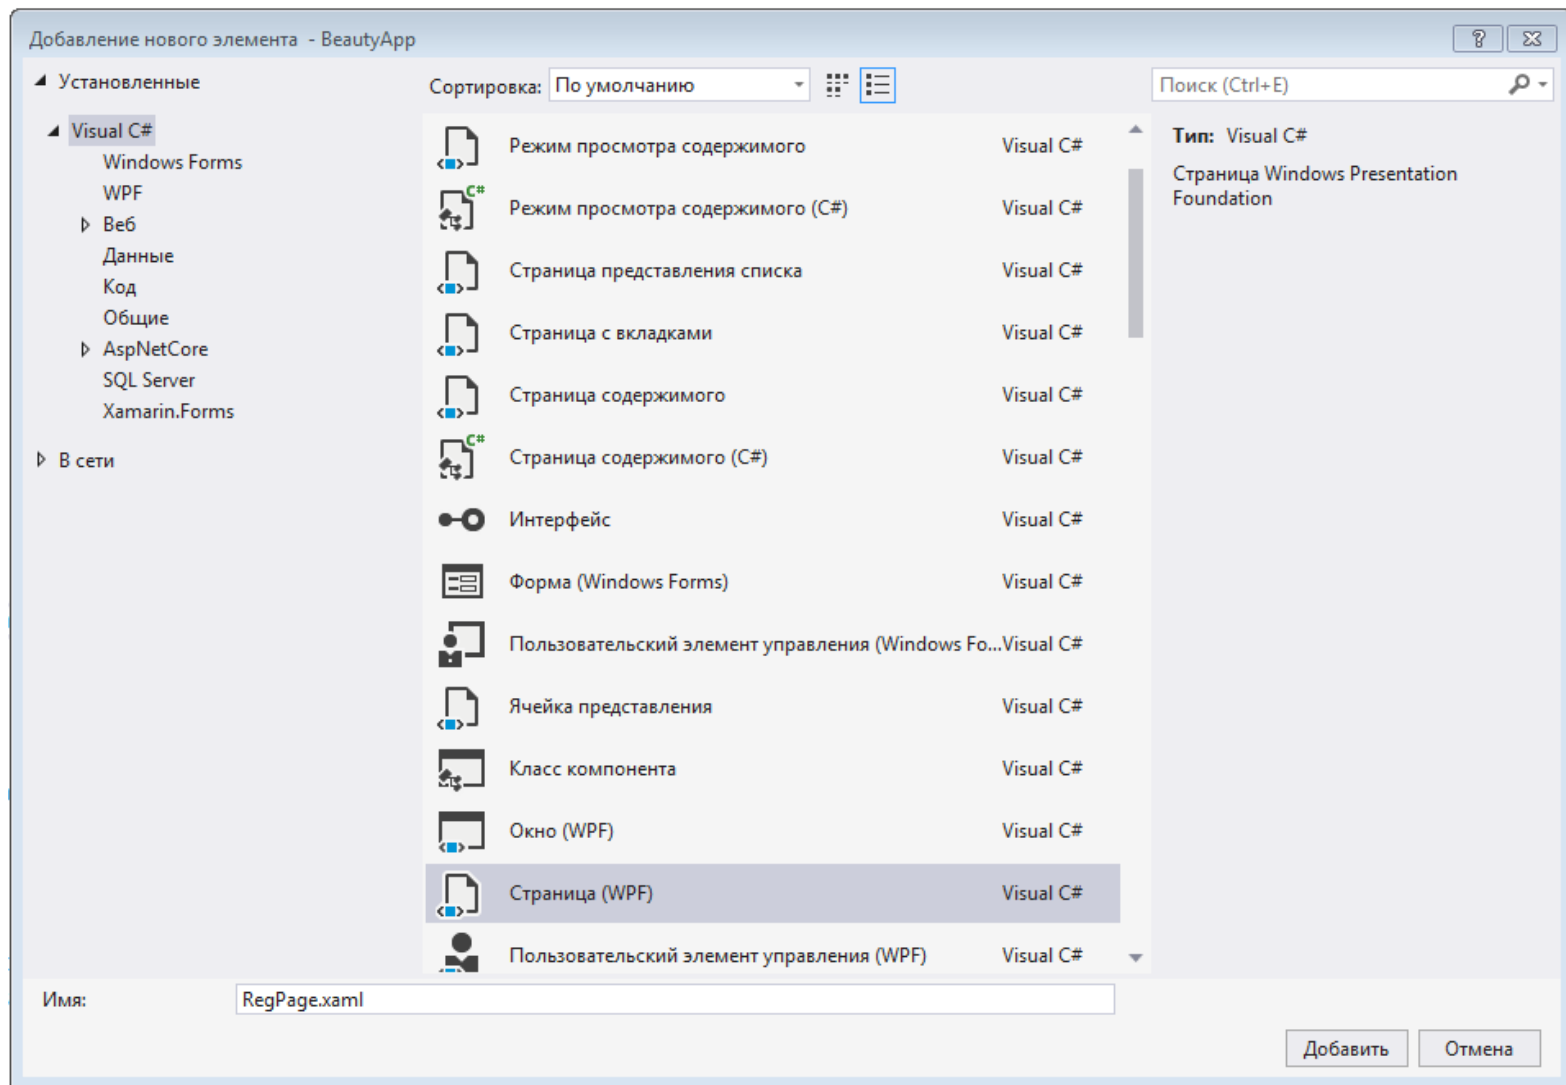 Добавление нового элемента - BeautyApp
Установленные
Visual C#
Windows Forms
WPF
Веб
Данные
Код
Общие
AspNetCore
SQL Server
Xamarin.Forms
В сети
Сортировка: По умолчанию
Режим просмотра содержимого Visual C#
C# Режим просмотра содержимого (C#) Visual C#
Страница представления списка Visual C#
Страница с вкладками Visual C#
Страница содержимого Visual C#
C# Страница содержимого (C#) Visual C#
Интерфейс Visual C#
Форма (Windows Forms) Visual C#
Пользовательский элемент управления (Windows Fo... Visual C#
Ячейка представления Visual C#
Класс компонента Visual C#
Окно (WPF) Visual C#
Страница (WPF) Visual C#
Пользовательский элемент управления (WPF) Visual C#
Поиск (Ctrl+E)
Тип: Visual C#
Страница Windows Presentation
Foundation
Имя: RegPage.xaml
Добавить Отмена